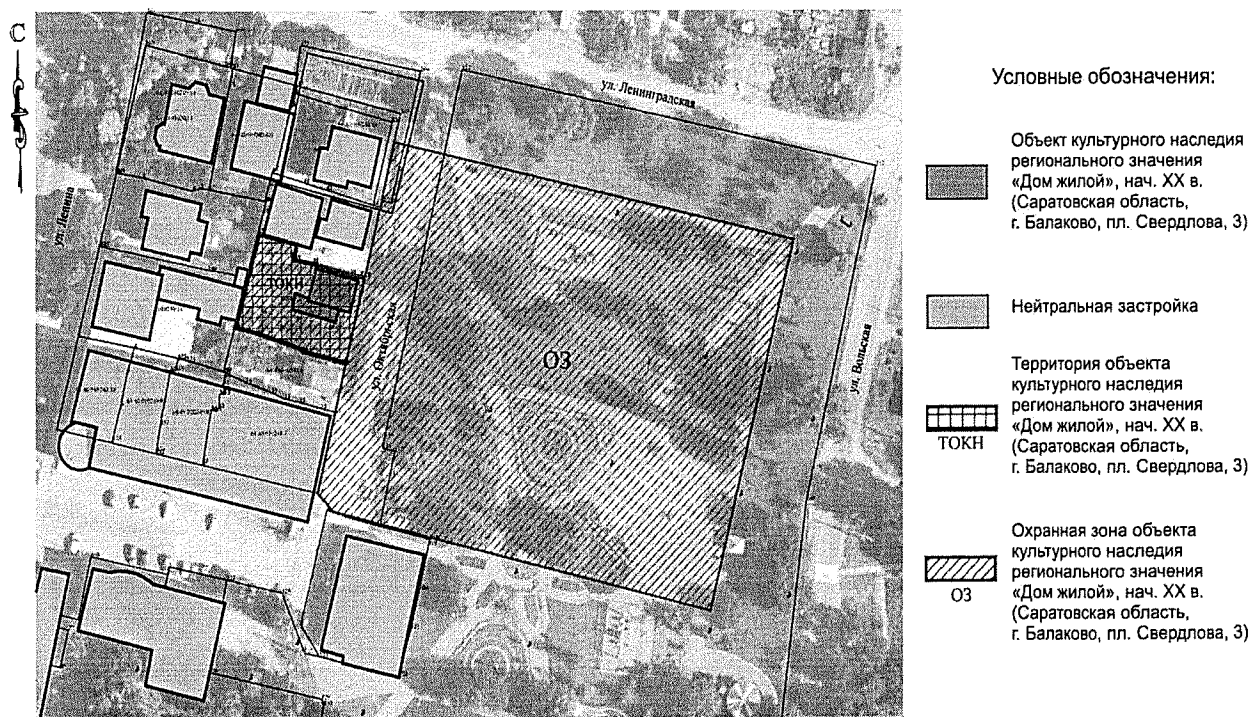 С
ул. Ленинградская
ул. Ленина
ТОКН
ул. Октябрьская
ОЗ
ул. Вольская
Условные обозначения:
Объект культурного наследия
регионального значения
«Дом жилой», нач. XX в.
(Саратовская область,
г. Балаково, пл. Свердлова, 3)
Нейтральная застройка
Территория объекта
культурного наследия
регионального значения
«Дом жилой», нач. XX в.
(Саратовская область,
г. Балаково, пл. Свердлова, 3)
ТОКН
Охранная зона объекта
культурного наследия
регионального значения
«Дом жилой», нач. XX в.
(Саратовская область,
г. Балаково, пл. Свердлова, 3)
ОЗ